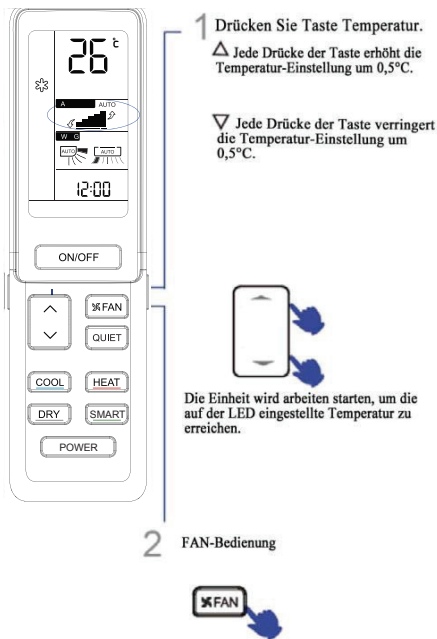 26 °c
A AUTO
W G
AUTO AUTO
12:00
ON/OFF
FAN
QUIET
COOL HEAT
DRY SMART
POWER
1 Drücken Sie Taste Temperatur.
△ Jede Drücke der Taste erhöht die
Temperatur-Einstellung um 0,5°C.
▽ Jede Drücke der Taste verringert
die Temperatur-Einstellung um
0,5°C.
Die Einheit wird arbeiten starten, um die
auf der LED eingestellte Temperatur zu
erreichen.
2 FAN-Bedienung
FAN